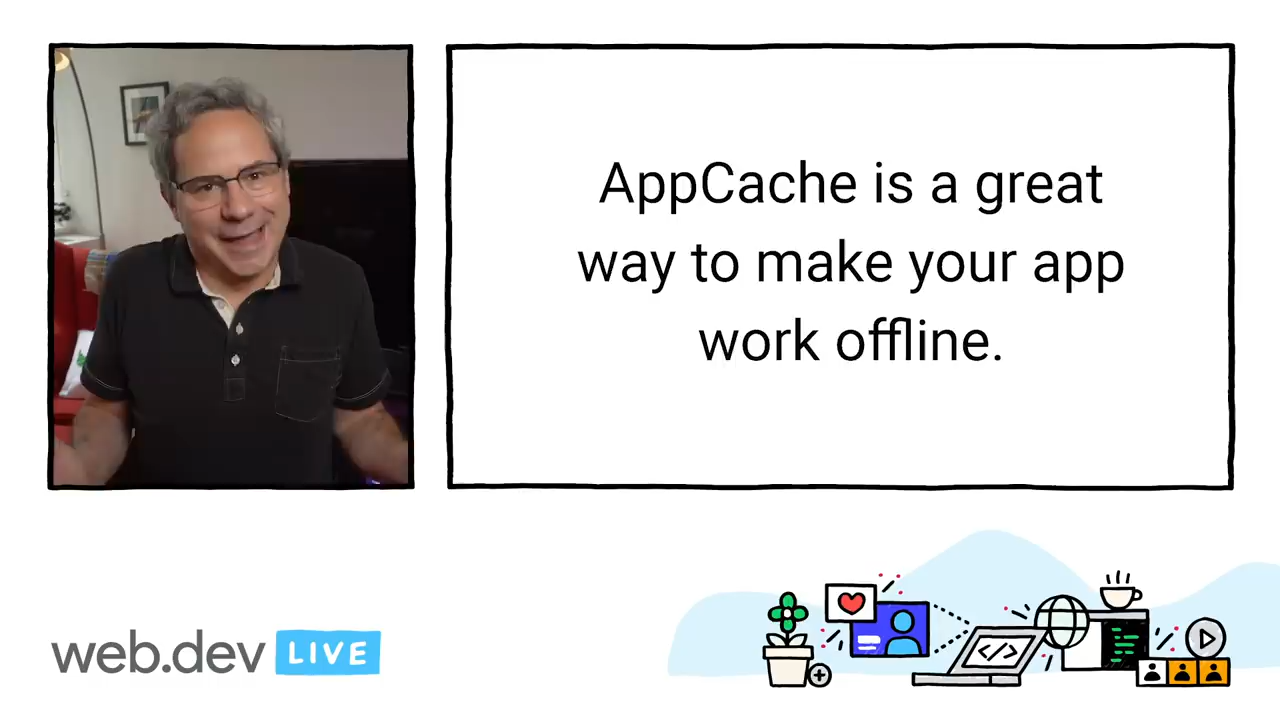 AppCache is a great
way to make your app
work offline.
web.dev LIVE